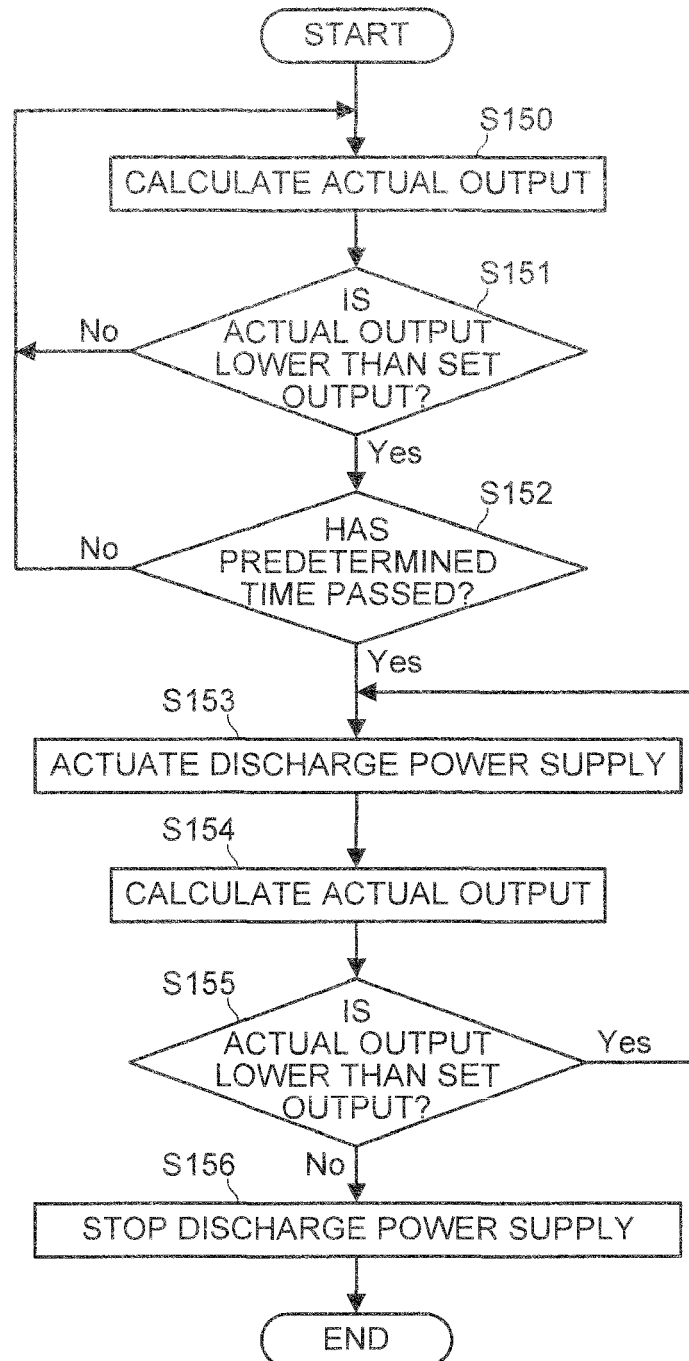 START
S150
CALCULATE ACTUAL OUTPUT
S151
IS
ACTUAL OUTPUT
LOWER THAN SET
OUTPUT?
No
Yes
S152
HAS
PREDETERMINED
TIME PASSED?
No
Yes
S153
ACTUATE DISCHARGE POWER SUPPLY
S154
CALCULATE ACTUAL OUTPUT
S155
IS
ACTUAL OUTPUT
LOWER THAN SET
OUTPUT?
Yes
No
S156
STOP DISCHARGE POWER SUPPLY
END